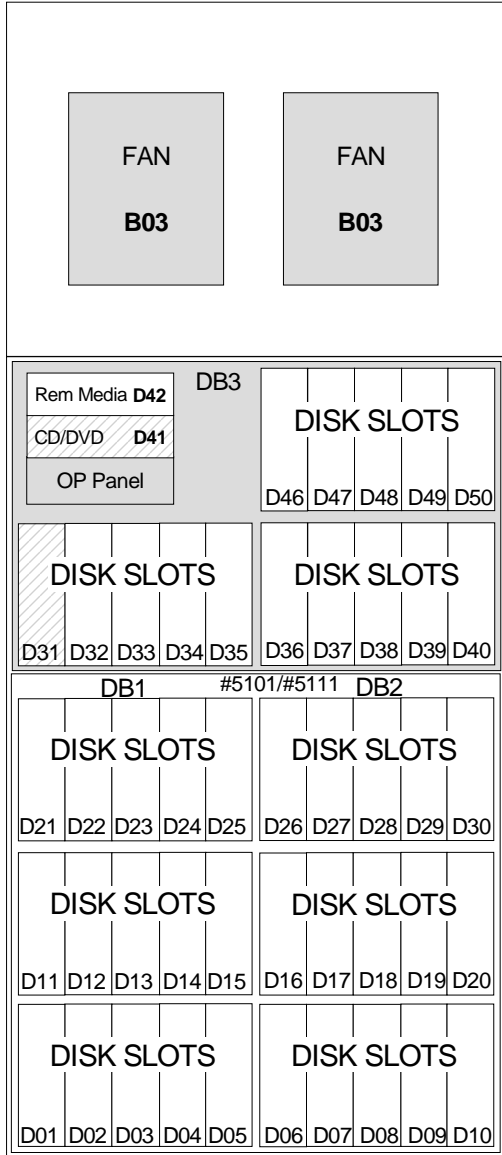 FAN FAN
B03 B03
DB3
Rem Media D42
CD/DVD D41
OP Panel
DISK SLOTS
D46 D47 D48 D49 D50
DISK SLOTS DISK SLOTS
D31 D32 D33 D34 D35 D36 D37 D38 D39 D40
DB1 #5101/#5111 DB2
DISK SLOTS DISK SLOTS
D21 D22 D23 D24 D25 D26 D27 D28 D29 D30
DISK SLOTS DISK SLOTS
D11 D12 D13 D14 D15 D16 D17 D18 D19 D20
DISK SLOTS DISK SLOTS
D01 D02 D03 D04 D05 D06 D07 D08 D09 D10